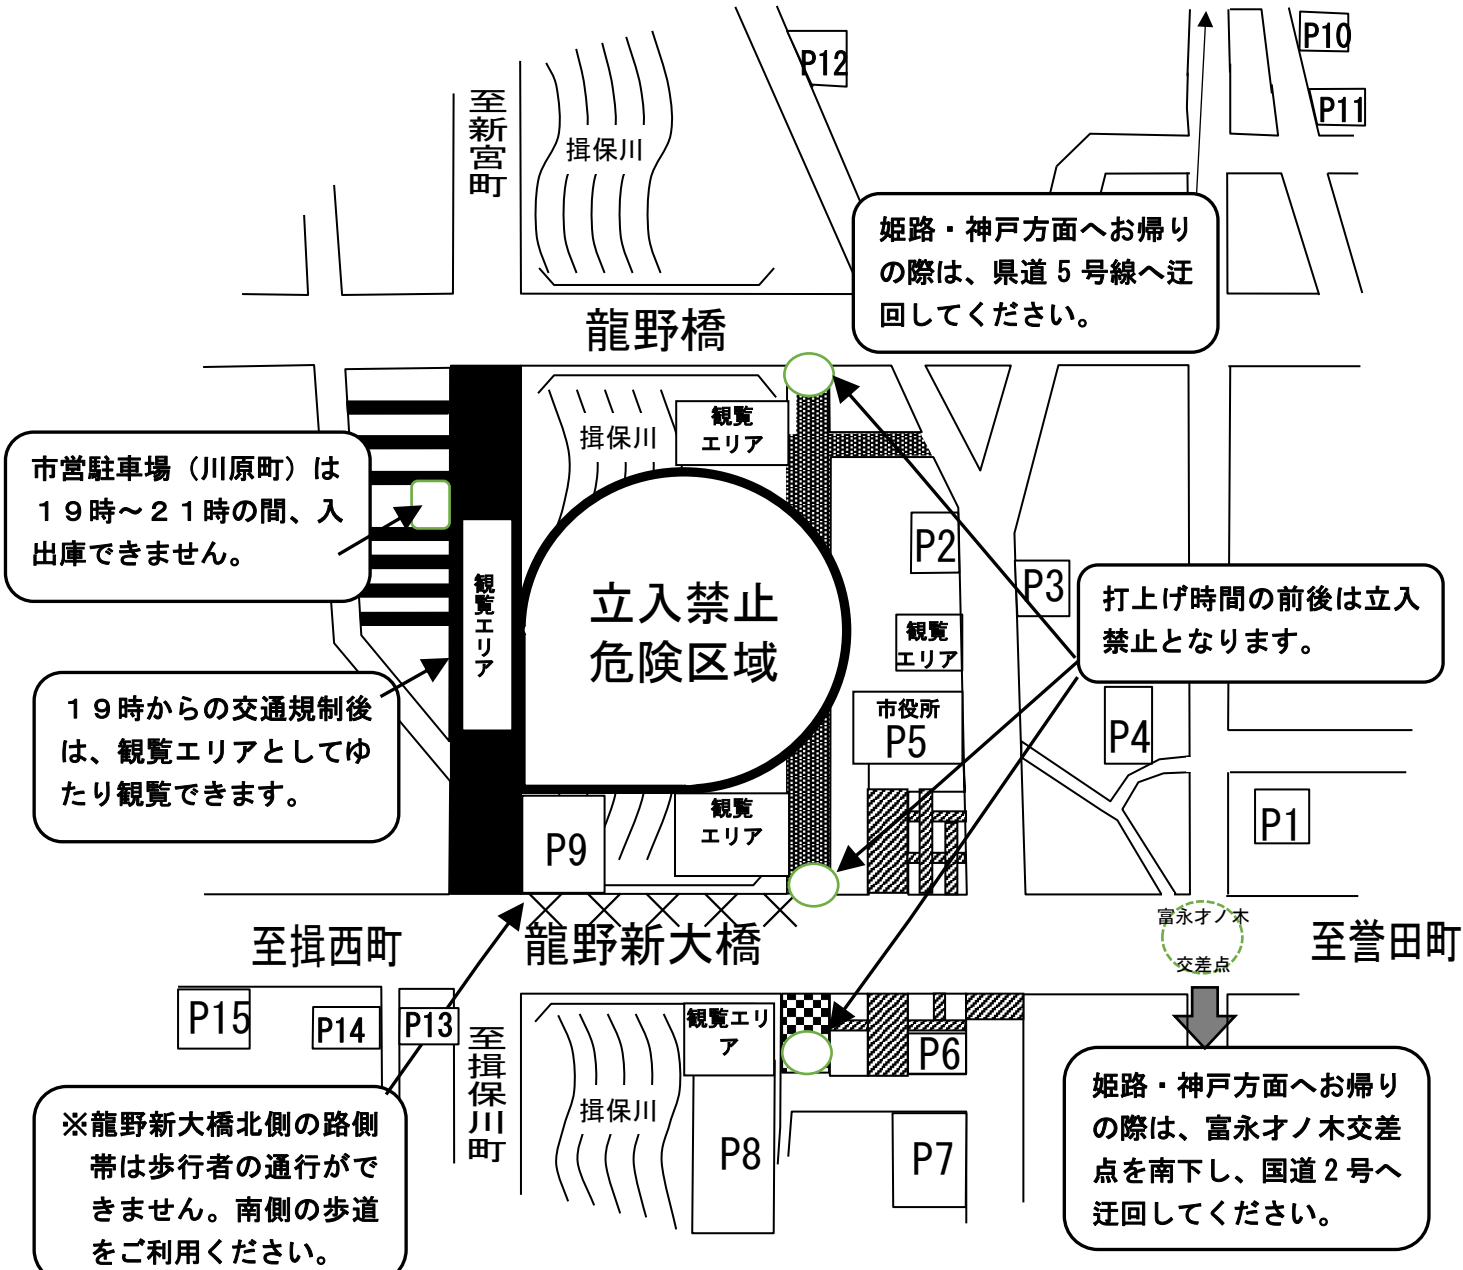 P10
P12
P11
至新宮町
揖保川
姫路・神戸方面へお帰り
の際は、県道５号線へ迂
回してください。
龍野橋
観覧
エリア
揖保川
市営駐車場（川原町）は
１９時～２１時の間、入
出庫できません。
P2
P3
観覧エリア
立入禁止
危険区域
打上げ時間の前後は立入
禁止となります。
観覧
エリア
１９時からの交通規制後
は、観覧エリアとしてゆ
たり観覧できます。
市役所
P5
P4
観覧
エリア
P9
P1
富永才ノ木
交差点
至揖西町
龍野新大橋
至誉田町
P15
P14
P13
観覧エリ
ア
至揖保川町
P6
揖保川
P8
P7
姫路・神戸方面へお帰り
の際は、富永才ノ木交差
点を南下し、国道２号へ
迂回してください。
※龍野新大橋北側の路側
帯は歩行者の通行がで
きません。南側の歩道
をご利用ください。